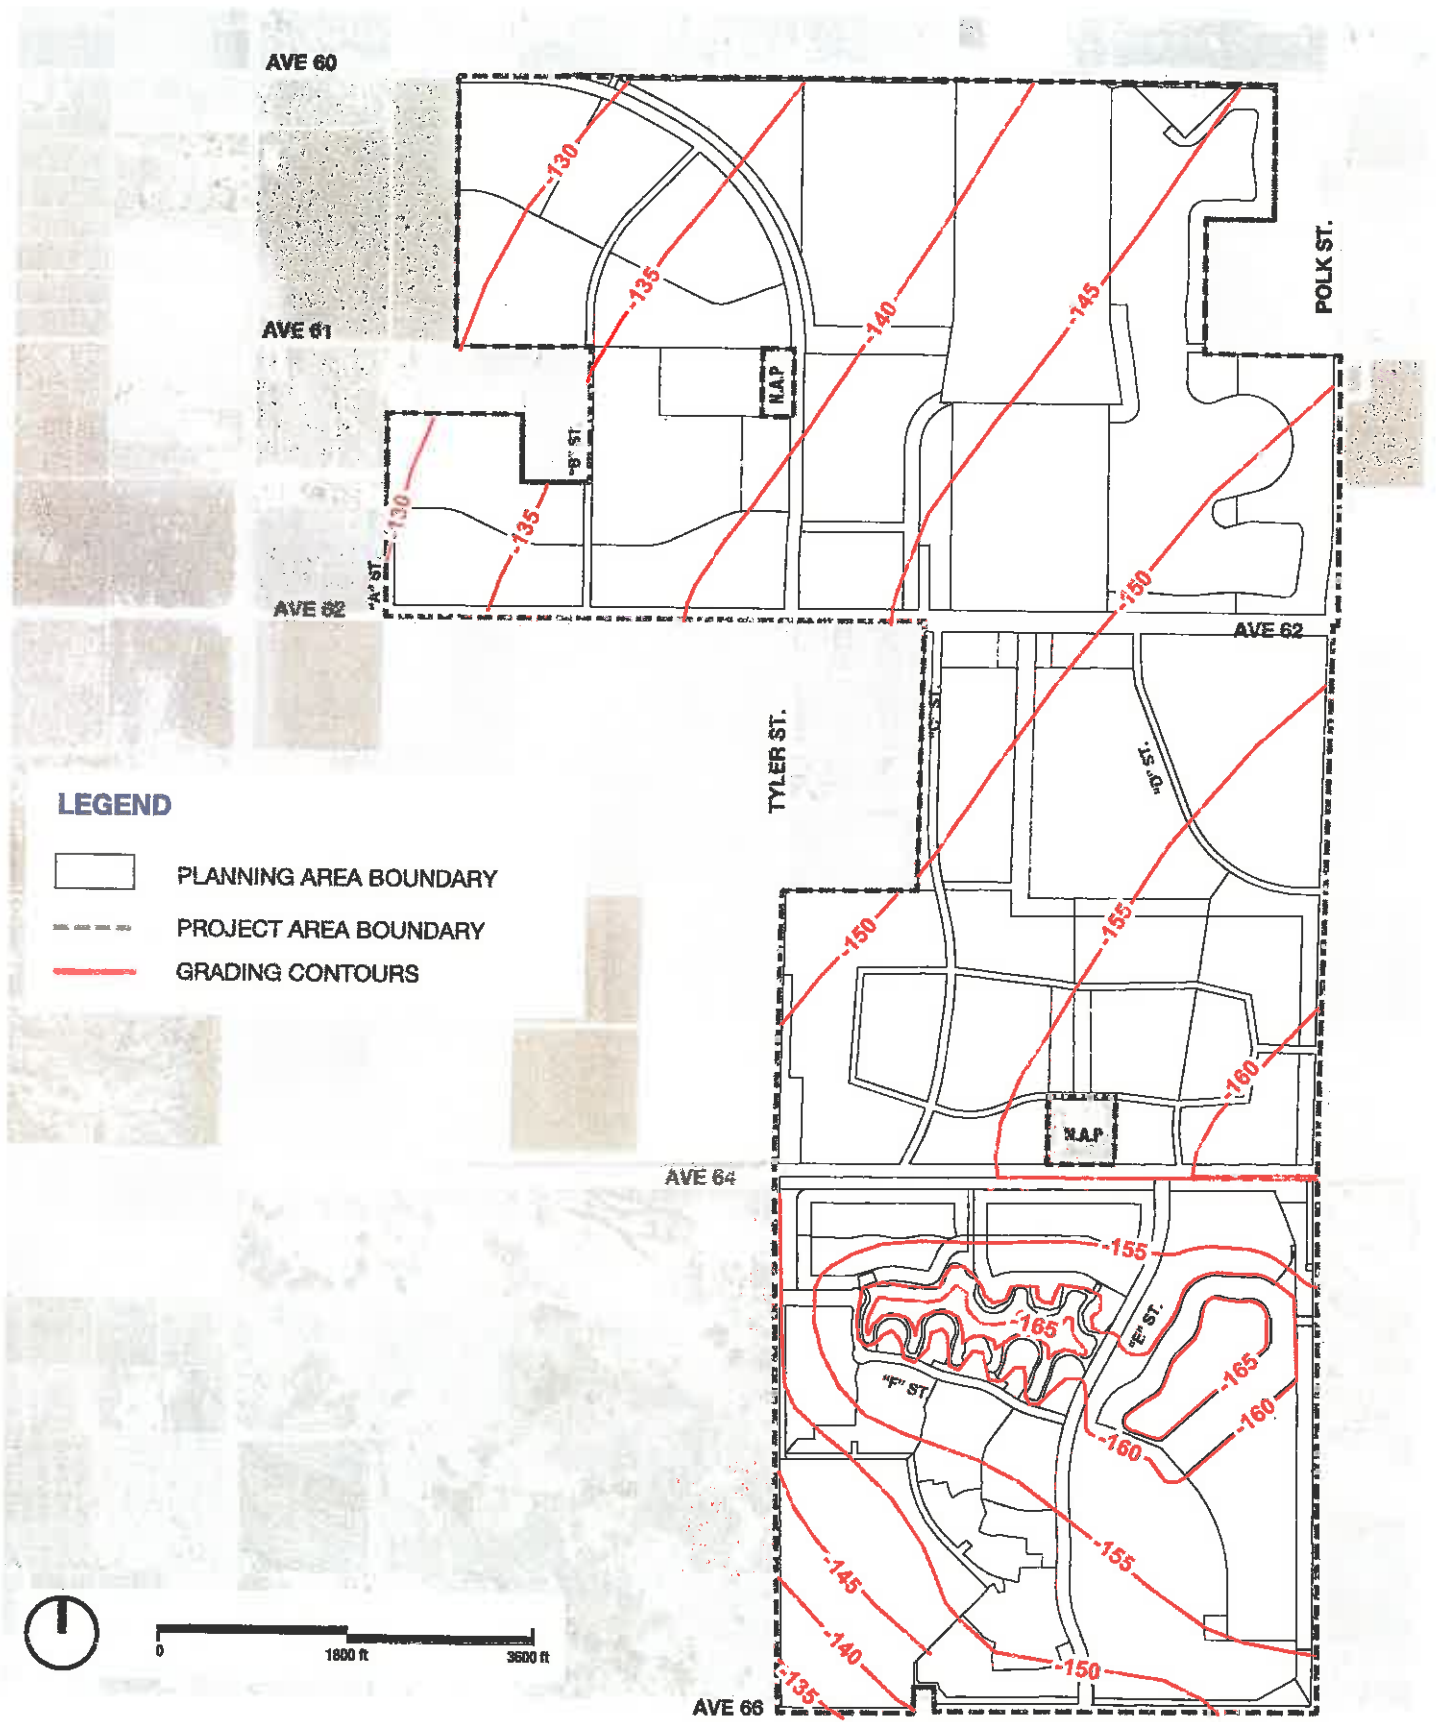 AVE 60
-130
POLK ST.
-135
-145
-140
AVE 61
N.A.P
"B" ST.
-130
-135
-150
"A" ST.
AVE 62
AVE 62
"C" ST.
TYLER ST.
"D" ST.
LEGEND
PLANNING AREA BOUNDARY
PROJECT AREA BOUNDARY
GRADING CONTOURS
-150
-155
-160
N.A.P
AVE 64
-155
-165
"E" ST.
-165
"F" ST
-160
-160
-155
-145
-140
-150
-135
0
1800 ft
3600 ft
AVE 66